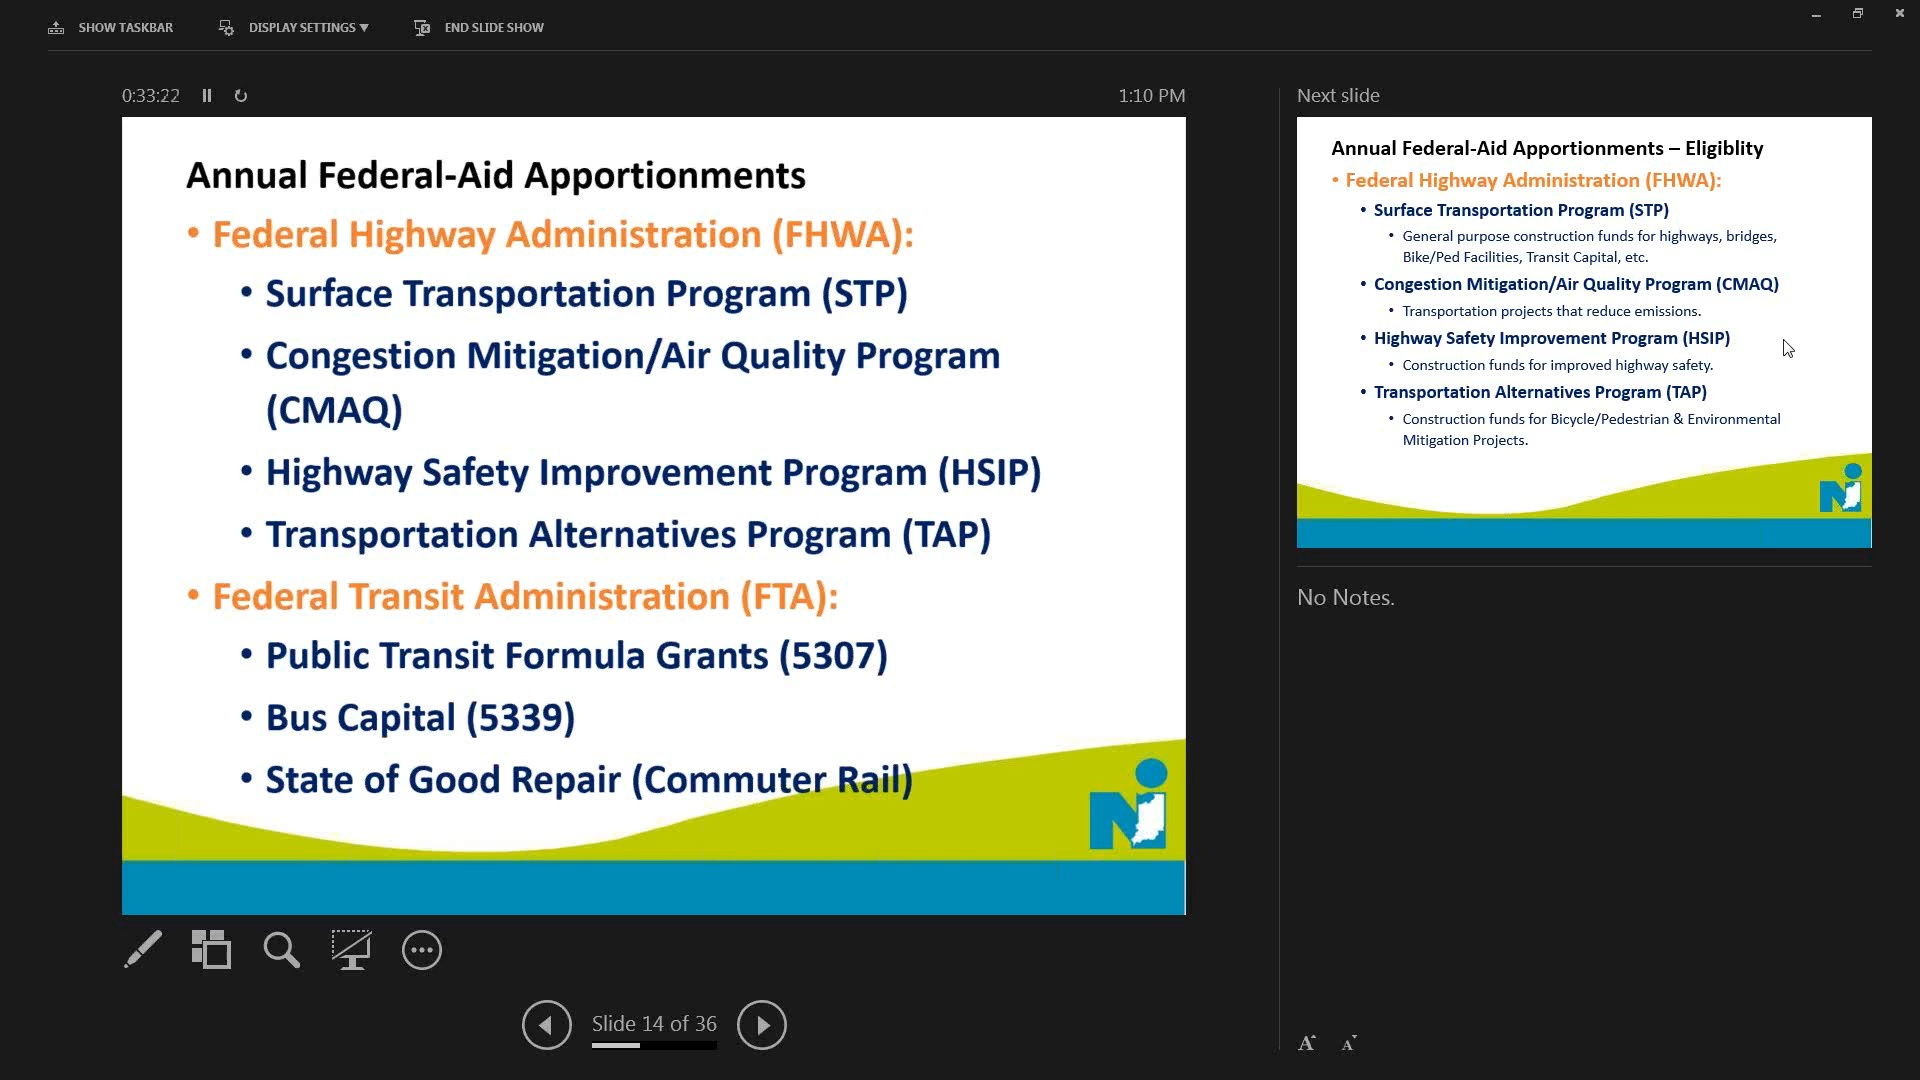 SHOW TASKBAR
DISPLAY SETTINGS
END SLIDE SHOW
0:33:22
1:10 PM
Annual Federal-Aid Apportionments
• Federal Highway Administration (FHWA):
• Surface Transportation Program (STP)
• Congestion Mitigation/Air Quality Program
(CMAQ)
• Highway Safety Improvement Program (HSIP)
• Transportation Alternatives Program (TAP)
• Federal Transit Administration (FTA):
• Public Transit Formula Grants (5307)
• Bus Capital (5339)
• State of Good Repair (Commuter Rail)
Slide 14 of 36
Next slide
Annual Federal-Aid Apportionments – Eligiblity
• Federal Highway Administration (FHWA):
• Surface Transportation Program (STP)
• General purpose construction funds for highways, bridges,
Bike/Ped Facilities, Transit Capital, etc.
• Congestion Mitigation/Air Quality Program (CMAQ)
• Transportation projects that reduce emissions.
• Highway Safety Improvement Program (HSIP)
• Construction funds for improved highway safety.
• Transportation Alternatives Program (TAP)
• Construction funds for Bicycle/Pedestrian & Environmental
Mitigation Projects.
No Notes.
A A